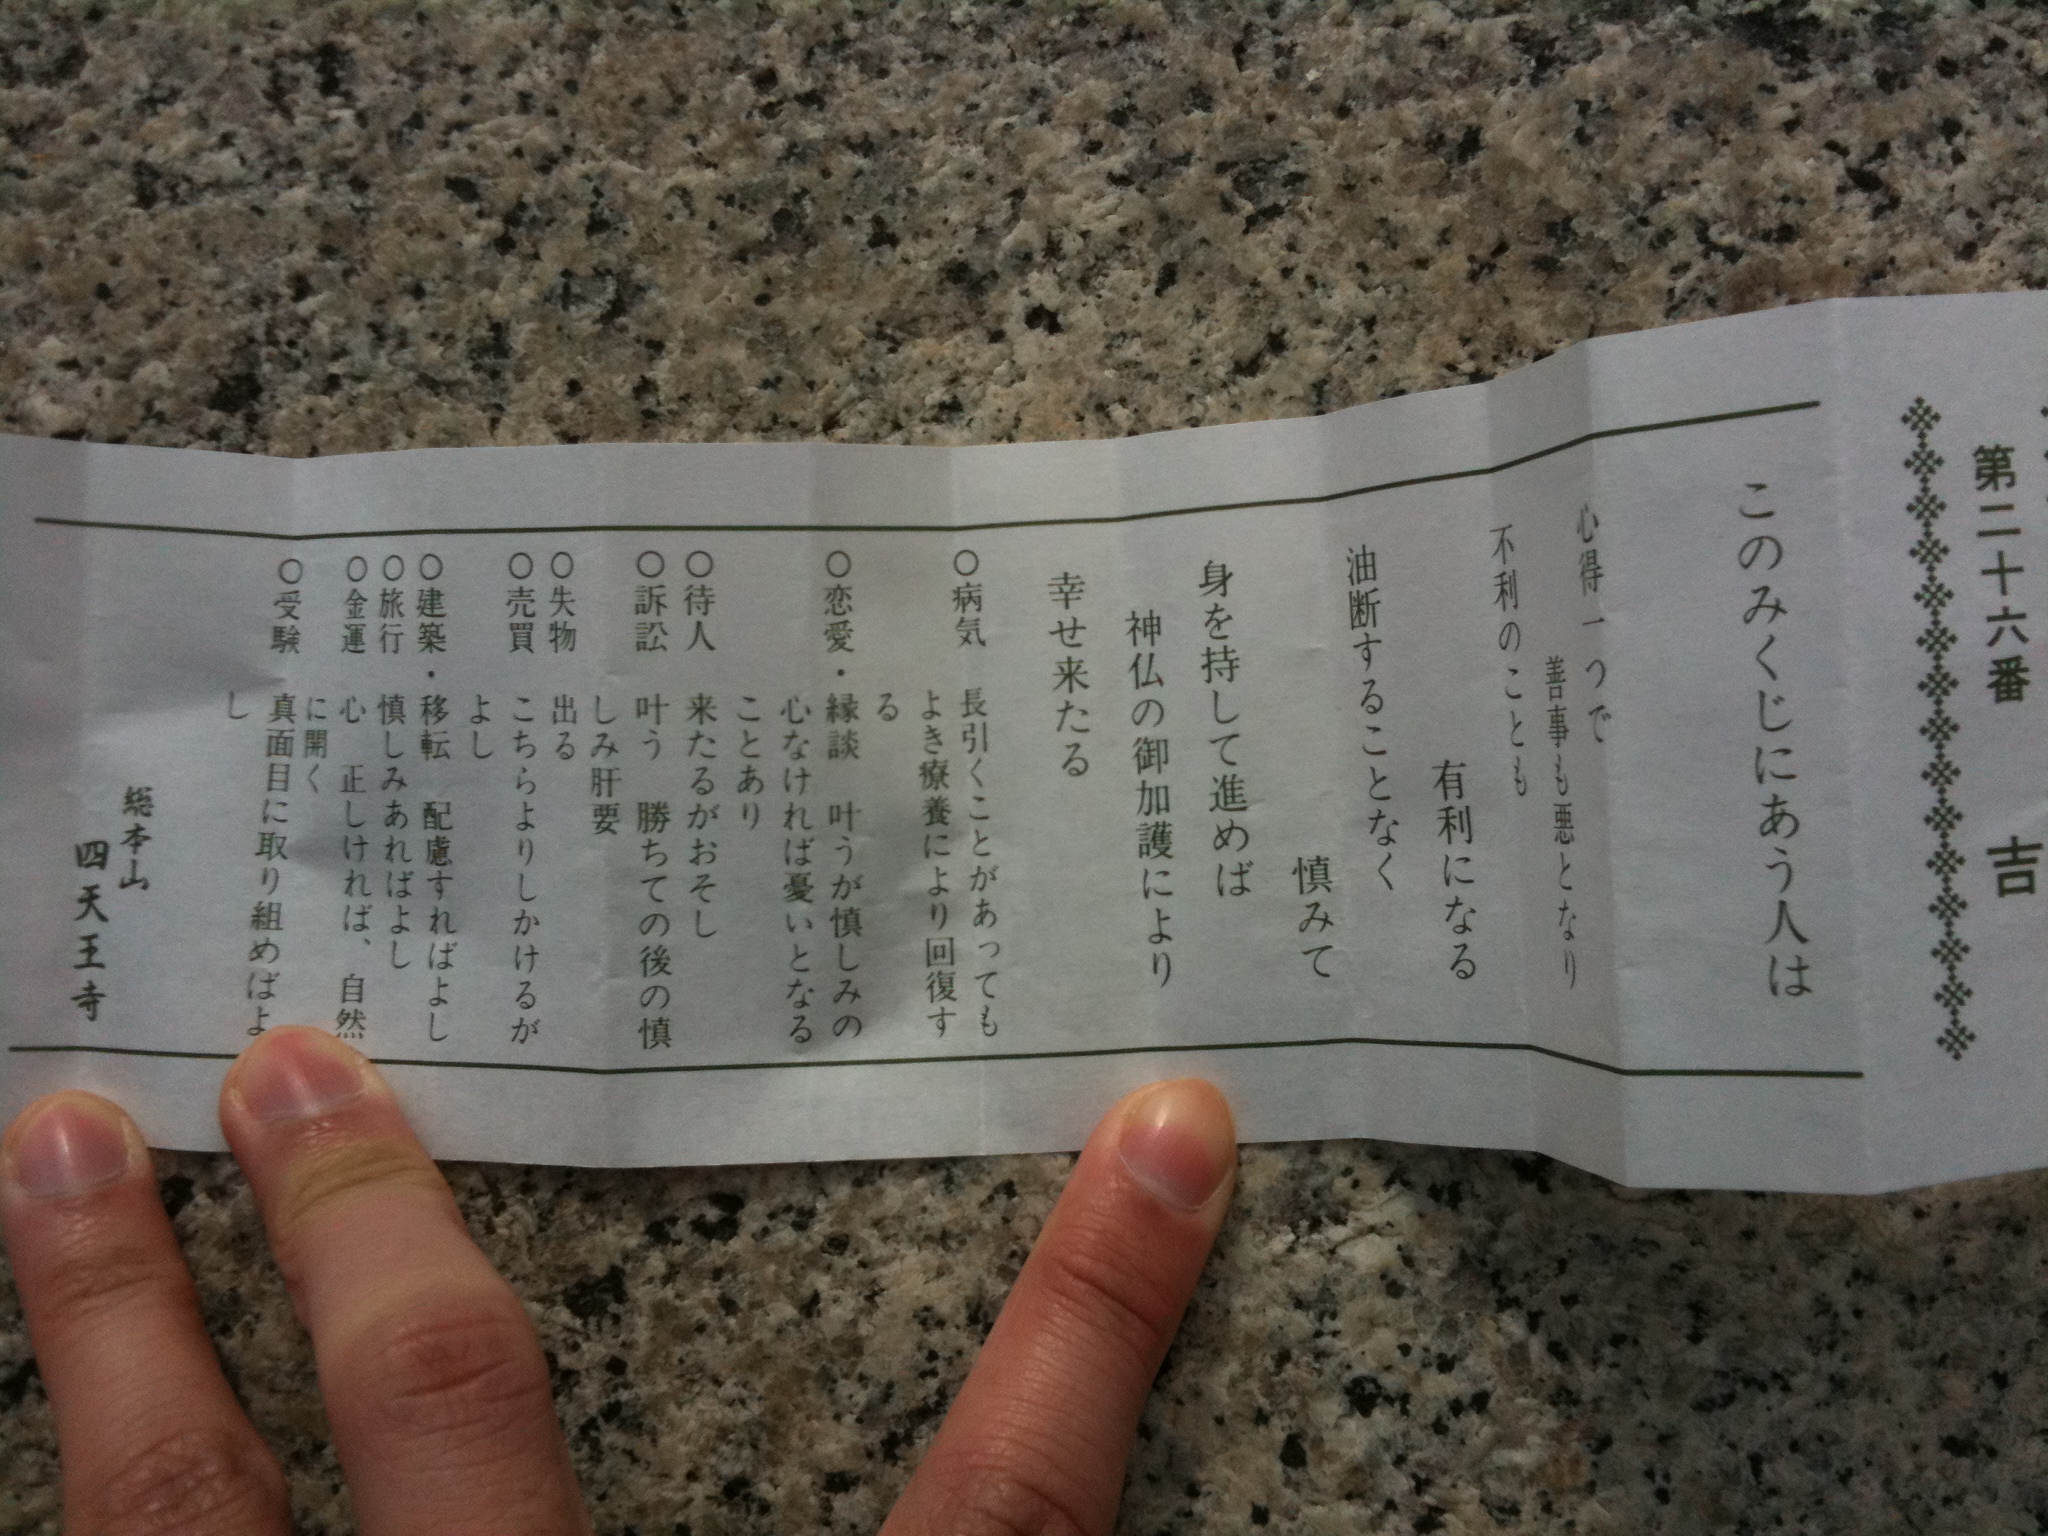 第二十六番 吉
このみくじにあう人は
心得一つで
善事も悪となり
不利のことも
有利になる
油断することなく
慎みて
身を持して進めば
神仏の御加護により
幸せ来たる
○病気 長引くことがあっても
よき療養により回復す
る
○恋愛・縁談 叶うが慎しみの
心なければ憂いとなる
ことあり
○待人 来たるがおそし
○訴訟 叶う 勝ちての後の慎
しみ肝要
○失物 出る
○売買 こちらよりしかけるが
よし
○建築・移転 配慮すればよし
○旅行 慎しみあればよし
○金運 心 正しければ、自然
に開く
○受験 真面目に取り組めばよ
し
総本山
四天王寺